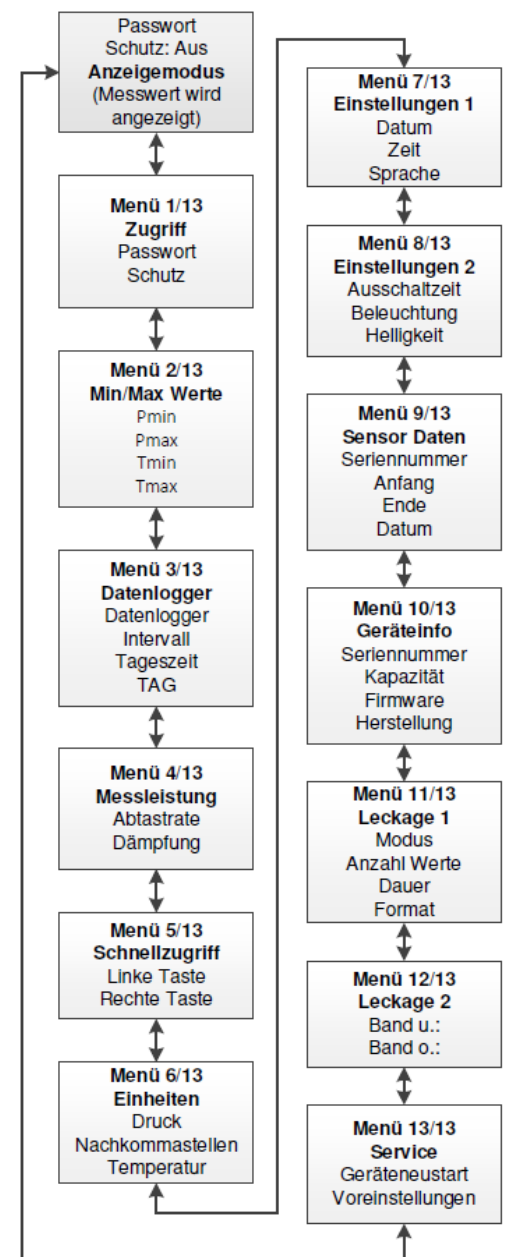 Passwort
Schutz: Aus
Anzeigemodus
(Messwert wird
angezeigt)
Menü 1/13
Zugriff
Passwort
Schutz
Menü 2/13
Min/Max Werte
Pmin
Pmax
Tmin
Tmax
Menü 3/13
Datenlogger
Datenlogger
Intervall
Tageszeit
TAG
Menü 4/13
Messleistung
Abtastrate
Dämpfung
Menü 5/13
Schnellzugriff
Linke Taste
Rechte Taste
Menü 6/13
Einheiten
Druck
Nachkommastellen
Temperatur
Menü 7/13
Einstellungen 1
Datum
Zeit
Sprache
Menü 8/13
Einstellungen 2
Ausschaltzeit
Beleuchtung
Helligkeit
Menü 9/13
Sensor Daten
Seriennummer
Anfang
Ende
Datum
Menü 10/13
Geräteinfo
Seriennummer
Kapazität
Firmware
Herstellung
Menü 11/13
Leckage 1
Modus
Anzahl Werte
Dauer
Format
Menü 12/13
Leckage 2
Band u.:
Band o.:
Menü 13/13
Service
Geräteneustart
Voreinstellungen